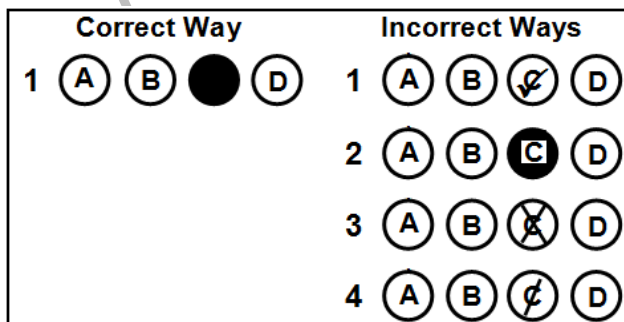 Correct Way
1 A B D
Incorrect Ways
1 A B C D
2 A B C D
3 A B C D
4 A B C D